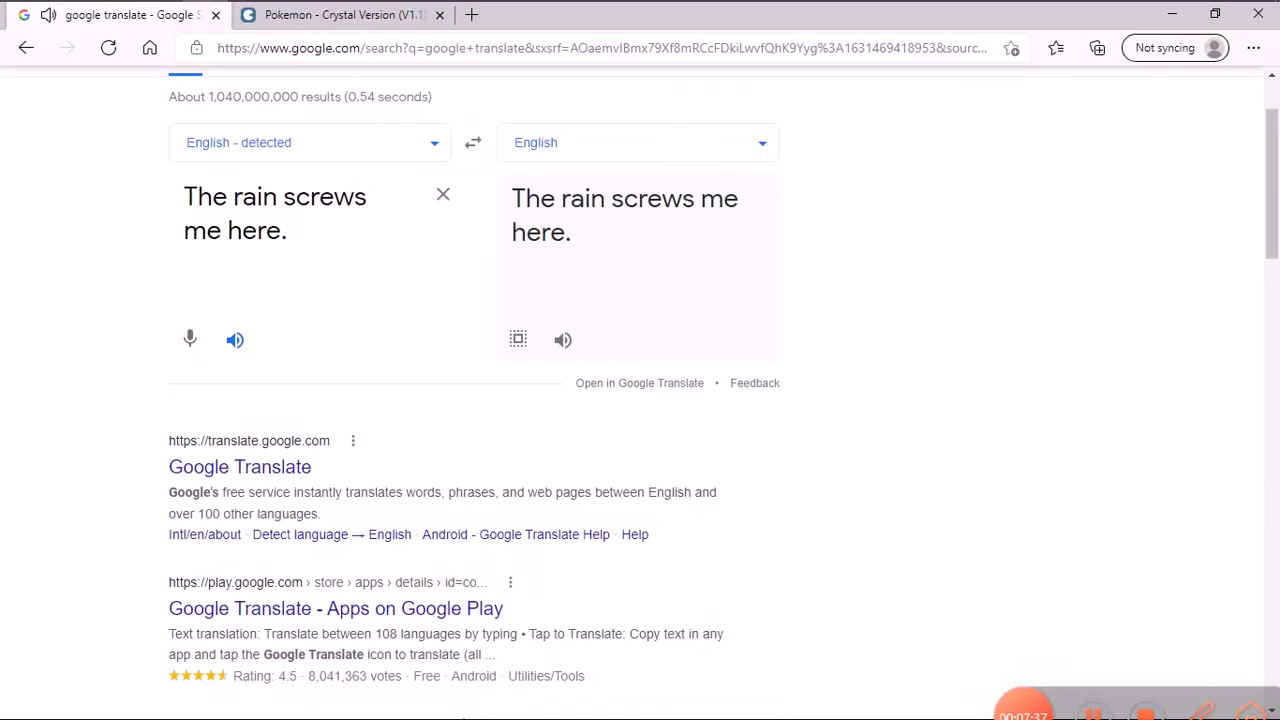 google translate - Google S
Pokemon - Crystal Version (V1.1)
https://www.google.com/search?q=google+translate&sxsrf=AOaemvIBmx79Xf8mRCcFDkiLwvfQhK9Yyg%3A1631469418953&sourc...
Not syncing
About 1,040,000,000 results (0.54 seconds)
English - detected
English
The rain screws
me here.
The rain screws me
here.
Open in Google Translate • Feedback
https://translate.google.com
Google Translate
Google's free service instantly translates words, phrases, and web pages between English and
over 100 other languages.
Intl/en/about · Detect language → English · Android - Google Translate Help · Help
https://play.google.com › store › apps › details › id=co...
Google Translate - Apps on Google Play
Text translation: Translate between 108 languages by typing • Tap to Translate: Copy text in any
app and tap the Google Translate icon to translate (all ...
Rating: 4.5 · 8,041,363 votes · Free · Android · Utilities/Tools
00:07:37